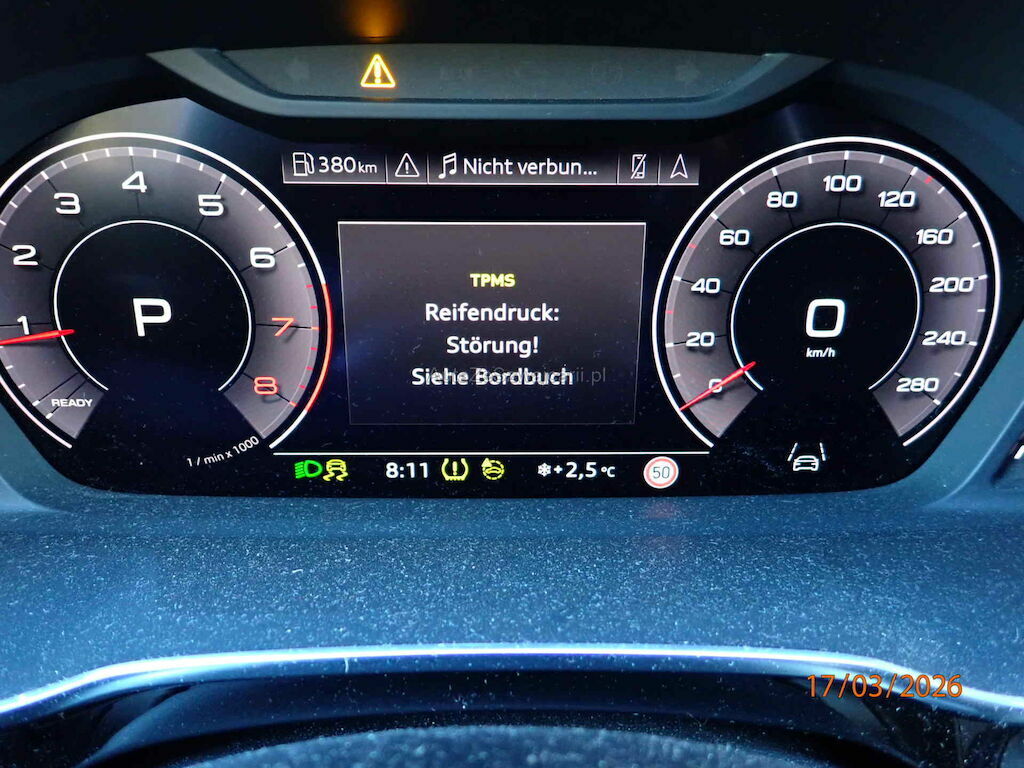 380 km
Nicht verbun...
1
2
3
4
5
6
7
8
READY
1 / min x 1000
P
TPMS
Reifendruck:
Störung!
Siehe Bordbuch
0
20
40
60
80
100
120
160
200
240
280
0
km/h
8:11
+2,5 °C
50
17/03/2026